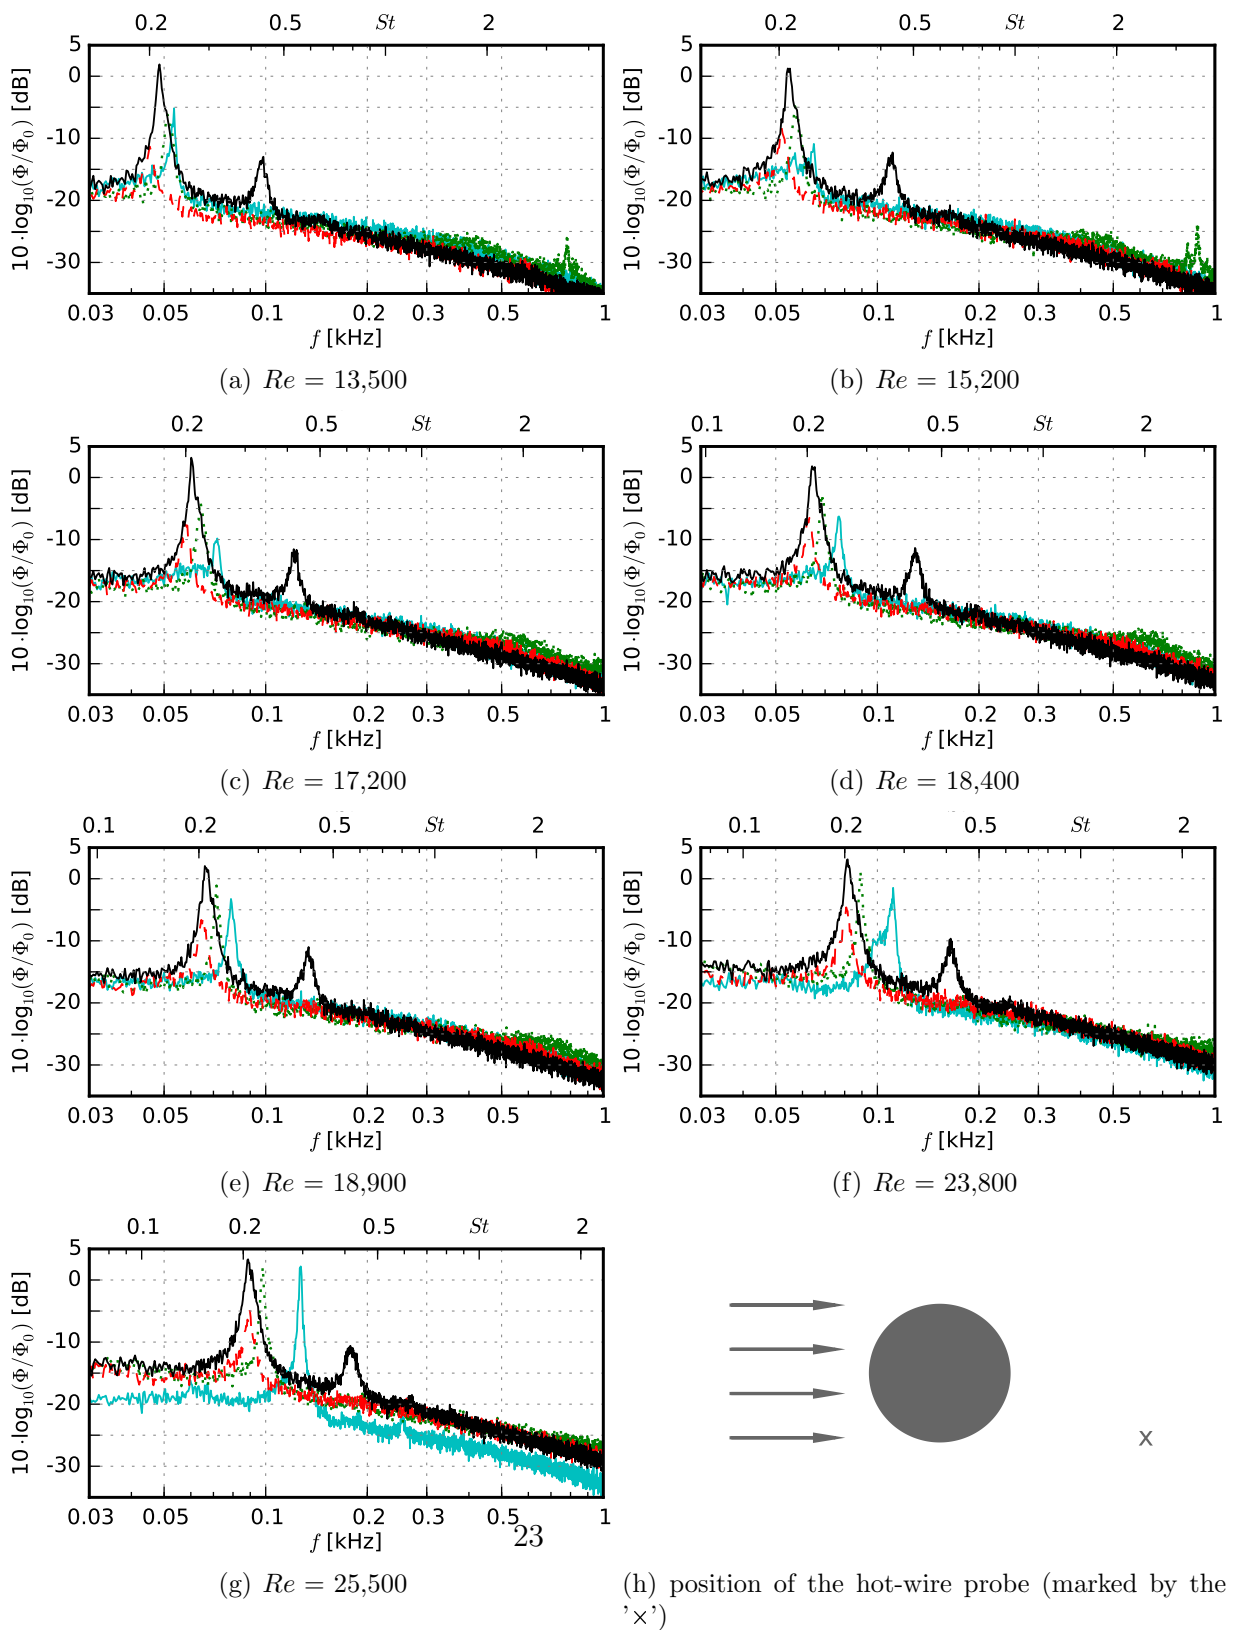 0.2 0.5 St 2
0.2 0.5 St 2
5
0
-10
-20
-30
10·log10(Φ/Φ0) [dB]
0.03 0.05 0.1 0.2 0.3 0.5 1
f [kHz]
5
0
-10
-20
-30
10·log10(Φ/Φ0) [dB]
0.03 0.05 0.1 0.2 0.3 0.5 1
f [kHz]
(a) Re = 13,500
(b) Re = 15,200
0.2 0.5 St 2
0.1 0.2 0.5 St 2
5
0
-10
-20
-30
10·log10(Φ/Φ0) [dB]
0.03 0.05 0.1 0.2 0.3 0.5 1
f [kHz]
5
0
-10
-20
-30
10·log10(Φ/Φ0) [dB]
0.03 0.05 0.1 0.2 0.3 0.5 1
f [kHz]
(c) Re = 17,200
(d) Re = 18,400
0.1 0.2 0.5 St 2
0.1 0.2 0.5 St 2
5
0
-10
-20
-30
10·log10(Φ/Φ0) [dB]
0.03 0.05 0.1 0.2 0.3 0.5 1
f [kHz]
5
0
-10
-20
-30
10·log10(Φ/Φ0) [dB]
0.03 0.05 0.1 0.2 0.3 0.5 1
f [kHz]
(e) Re = 18,900
(f) Re = 23,800
0.1 0.2 0.5 St 2
5
0
-10
-20
-30
10·log10(Φ/Φ0) [dB]
0.03 0.05 0.1 0.2 0.3 0.5 1
f [kHz]
x
23
(g) Re = 25,500
(h) position of the hot-wire probe (marked by the
’×’)